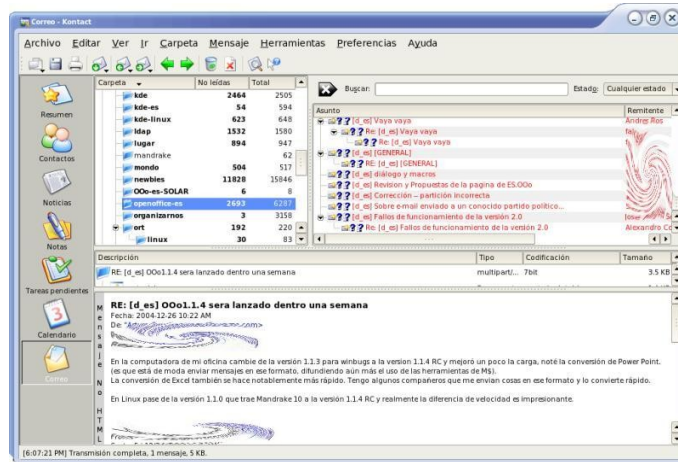 Correo - Kontact
Archivo Editar Ver Ir Carpeta Mensaje Herramientas Preferencias Ayuda
Resumen
Contactos
Noticias
Notas
Tareas pendientes
Calendario
Correo
Carpeta No leídas Total
kde 2464 2505
kde-es 54 594
kde-linux 623 648
ldap 1532 1580
lugar 894 947
mandrake 62
mondo 504 517
newbies 11828 15846
OOo-es-SOLAR 6 8
openoffice-es 2693 6287
organizarnos 3 3158
ort 192 220
linux 30 83
Buscar: Estado: Cualquier estado
Asunto Remitente
[d_es] Vaya vaya Andres Ros
Re: [d_es] Vaya vaya
Re: [d_es] Vaya vaya
[d_es] [GENERAL]
RE: [d_es] [GENERAL]
[d_es] diálogo y macros
[d_es] Revision y Propuestas de la pagina de ES.OOo
[d_es] Corrección – partición incorrecta
[d_es] Sobre e-mail enviado a un conocido partido politico...
[d_es] Fallos de funcionamiento de la versión 2.0
Re: [d_es] Fallos de funcionamiento de la versión 2.0 Alexandro Co
Descripción Tipo Codificación Tamaño
RE: [d_es] OOo1.1.4 sera lanzado dentro una semana multipart/... 7bit 3.5 KB
Mensaje No HTML
RE: [d_es] OOo1.1.4 sera lanzado dentro una semana
Fecha: 2004-12-26 10:22 AM
De:
En la computadora de mi oficina cambie de la versión 1.1.3 para winbugs a la version 1.1.4 RC y mejoró un poco la carga, noté la conversión de Power Point.
(es que está de moda enviar mensajes en ese formato, difundiendo aún más el uso de las herramientas de M$).
La conversión de Excel también se hace notablemente más rápido. Tengo algunos compañeros que me envian cosas en ese formato y lo convierte rápido.
En Linux pase de la versión 1.1.0 que trae Mandrake 10 a la versión 1.1.4 RC y realmente la diferencia de velocidad es impresionante.
[6:07:21 PM] Transmisión completa, 1 mensaje, 5 KB.